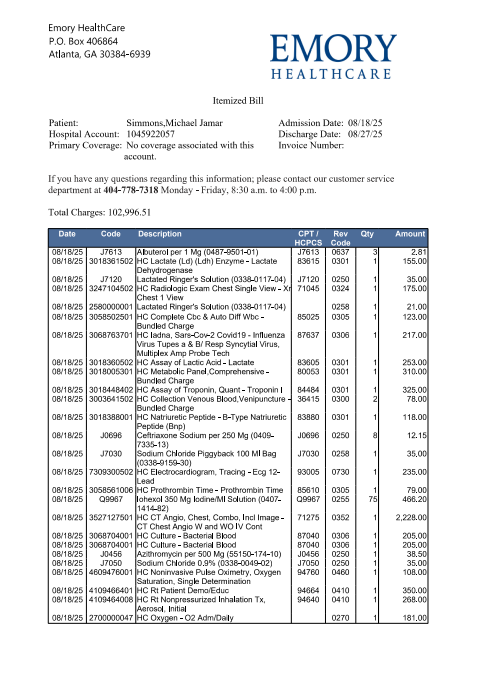 Emory HealthCare
P.O. Box 406864
Atlanta, GA 30384-6939
EMORY
HEALTHCARE
Itemized Bill
Patient: Simmons,Michael Jamar Admission Date: 08/18/25
Hospital Account: 1045922057 Discharge Date: 08/27/25
Primary Coverage: No coverage associated with this Invoice Number:
account.
If you have any questions regarding this information; please contact our customer service
department at 404-778-7318 Monday - Friday, 8:30 a.m. to 4:00 p.m.
Total Charges: 102,996.51
Date Code Description CPT / HCPCS Rev Code Qty Amount
08/18/25 J7613 Albuterol per 1 Mg (0487-9501-01) J7613 0637 3 2.81
08/18/25 3018361502 HC Lactate (Ld) (Ldh) Enzyme - Lactate 83615 0301 1 155.00
Dehydrogenase
08/18/25 J7120 Lactated Ringer's Solution (0338-0117-04) J7120 0250 1 35.00
08/18/25 3247104502 HC Radiologic Exam Chest Single View - Xr 71045 0324 1 175.00
Chest 1 View
08/18/25 2580000001 Lactated Ringer's Solution (0338-0117-04) 0258 1 21.00
08/18/25 3058502501 HC Complete Cbc & Auto Diff Wbc - 85025 0305 1 123.00
Bundled Charge
08/18/25 3068763701 HC Iadna, Sars-Cov-2 Covid19 - Influenza 87637 0306 1 217.00
Virus Tupes a & B/ Resp Syncytial Virus,
Multiplex Amp Probe Tech
08/18/25 3018360502 HC Assay of Lactic Acid - Lactate 83605 0301 1 253.00
08/18/25 3018005301 HC Metabolic Panel,Comprehensive - 80053 0301 1 310.00
Bundled Charge
08/18/25 3018448402 HC Assay of Troponin, Quant - Troponin I 84484 0301 1 325.00
08/18/25 3003641502 HC Collection Venous Blood,Venipuncture - 36415 0300 2 78.00
Bundled Charge
08/18/25 3018388001 HC Natriuretic Peptide - B-Type Natriuretic 83880 0301 1 118.00
Peptide (Bnp)
08/18/25 J0696 Ceftriaxone Sodium per 250 Mg (0409- J0696 0250 8 12.15
7335-13)
08/18/25 J7030 Sodium Chloride Piggyback 100 Ml Bag J7030 0258 1 35.00
(0338-9159-30)
08/18/25 7309300502 HC Electrocardiogram, Tracing - Ecg 12- 93005 0730 1 235.00
Lead
08/18/25 3058561006 HC Prothrombin Time - Prothrombin Time 85610 0305 1 79.00
08/18/25 Q9967 Iohexol 350 Mg Iodine/Ml Solution (0407- Q9967 0255 75 466.20
1414-82)
08/18/25 3527127501 HC CT Angio, Chest, Combo, Incl Image - 71275 0352 1 2,228.00
CT Chest Angio W and WO IV Cont
08/18/25 3068704001 HC Culture - Bacterial Blood 87040 0306 1 205.00
08/18/25 3068704001 HC Culture - Bacterial Blood 87040 0306 1 205.00
08/18/25 J0456 Azithromycin per 500 Mg (55150-174-10) J0456 0250 1 38.50
08/18/25 J7050 Sodium Chloride 0.9% (0338-0049-02) J7050 0250 1 35.00
08/18/25 4609476001 HC Noninvasive Pulse Oximetry, Oxygen 94760 0460 1 108.00
Saturation, Single Determination
08/18/25 4109466401 HC Rt Patient Demo/Educ 94664 0410 1 350.00
08/18/25 4109464008 HC Rt Nonpressurized Inhalation Tx, 94640 0410 1 268.00
Aerosol, Initial
08/18/25 2700000047 HC Oxygen - O2 Adm/Daily 0270 1 181.00